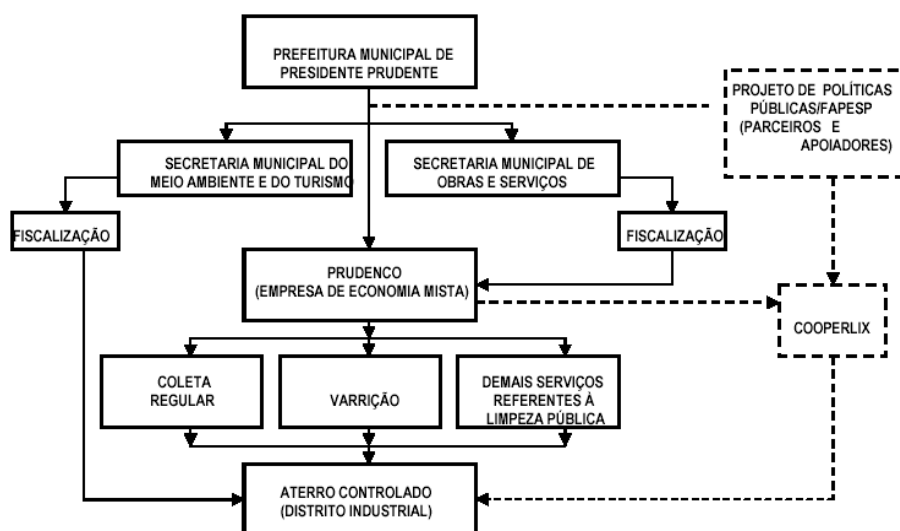 PREFEITURA MUNICIPAL DE
PRESIDENTE PRUDENTE
PROJETO DE POLÍTICAS
PÚBLICAS/FAPESP
(PARCEIROS E
APOIADORES)
SECRETARIA MUNICIPAL DO
MEIO AMBIENTE E DO TURISMO
SECRETARIA MUNICIPAL DE
OBRAS E SERVIÇOS
FISCALIZAÇÃO
FISCALIZAÇÃO
PRUDENCO
(EMPRESA DE ECONOMIA MISTA)
COOPERLIX
COLETA
REGULAR
VARRIÇÃO
DEMAIS SERVIÇOS
REFERENTES À
LIMPEZA PÚBLICA
ATERRO CONTROLADO
(DISTRITO INDUSTRIAL)